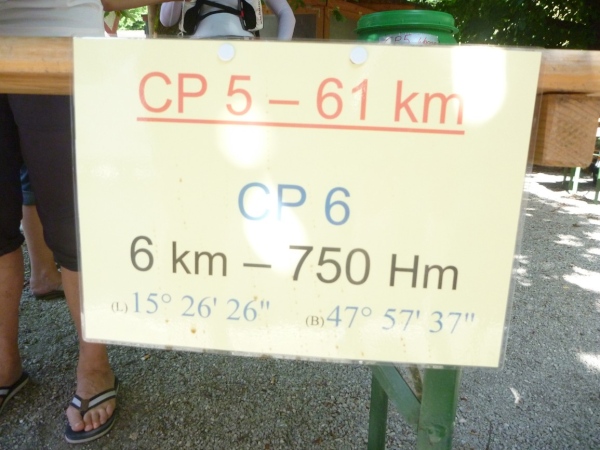 CP 5 – 61 km
CP 6
6 km – 750 Hm
(L) 15° 26' 26" (B) 47° 57' 37"